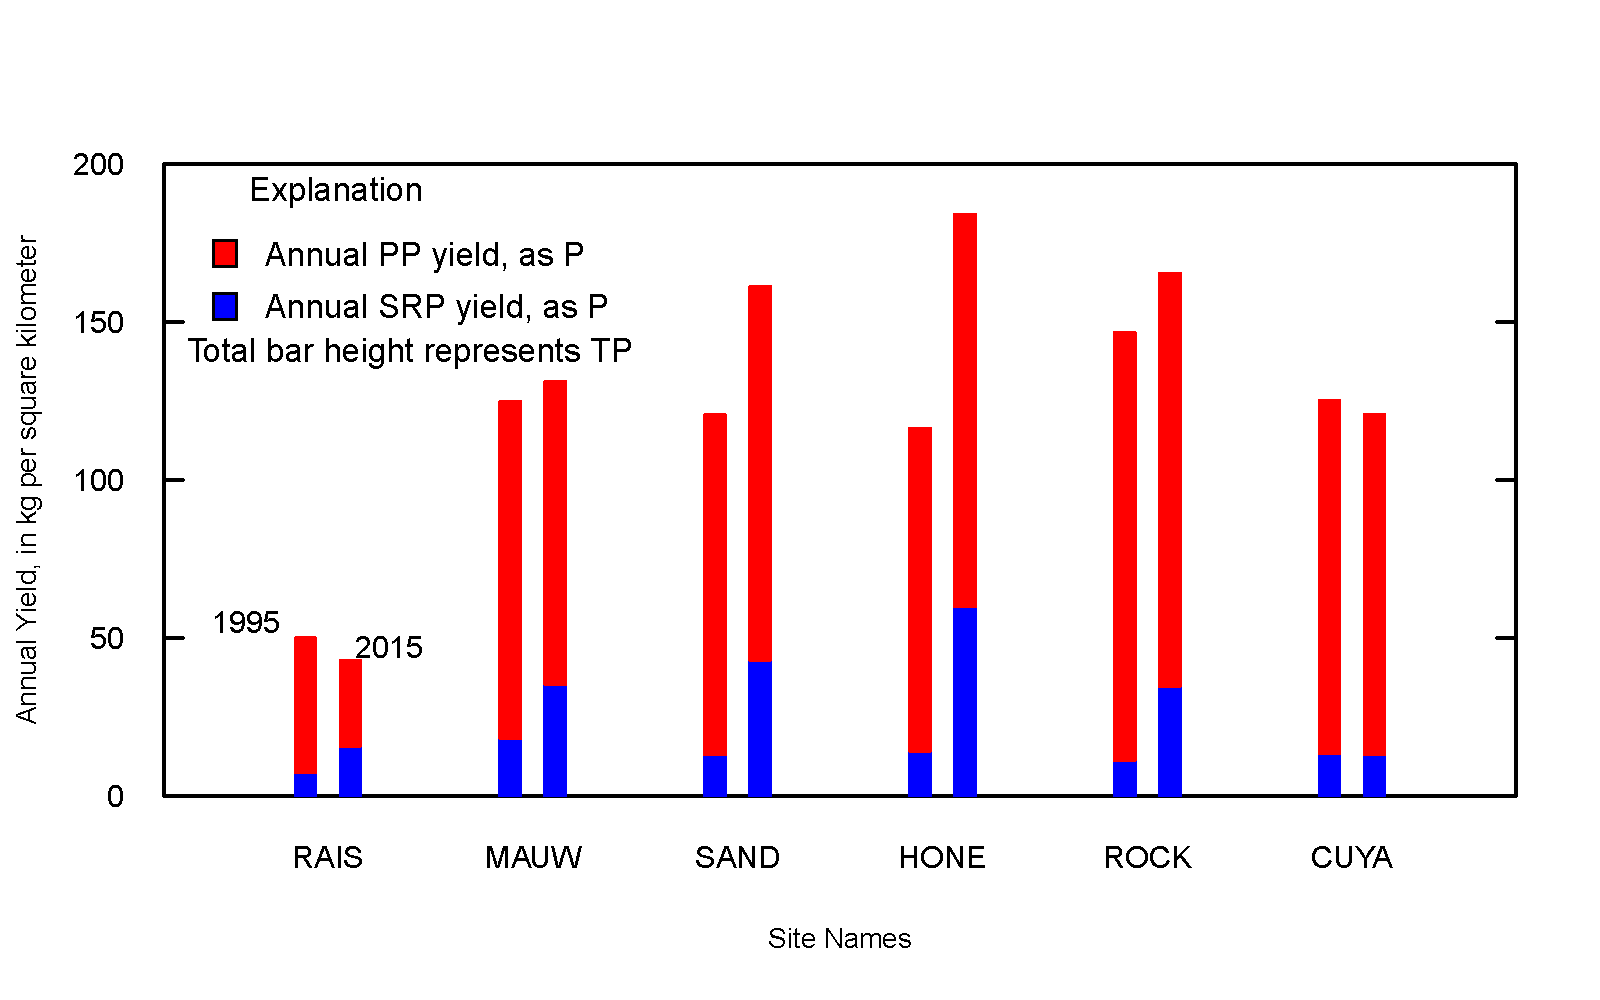 200
Explanation
Annual PP yield, as P
Annual SRP yield, as P
150
Total bar height represents TP
100
1995
50
2015
0
Annual Yield, in kg per square kilometer
RAIS MAUW SAND HONE ROCK CUYA
Site Names